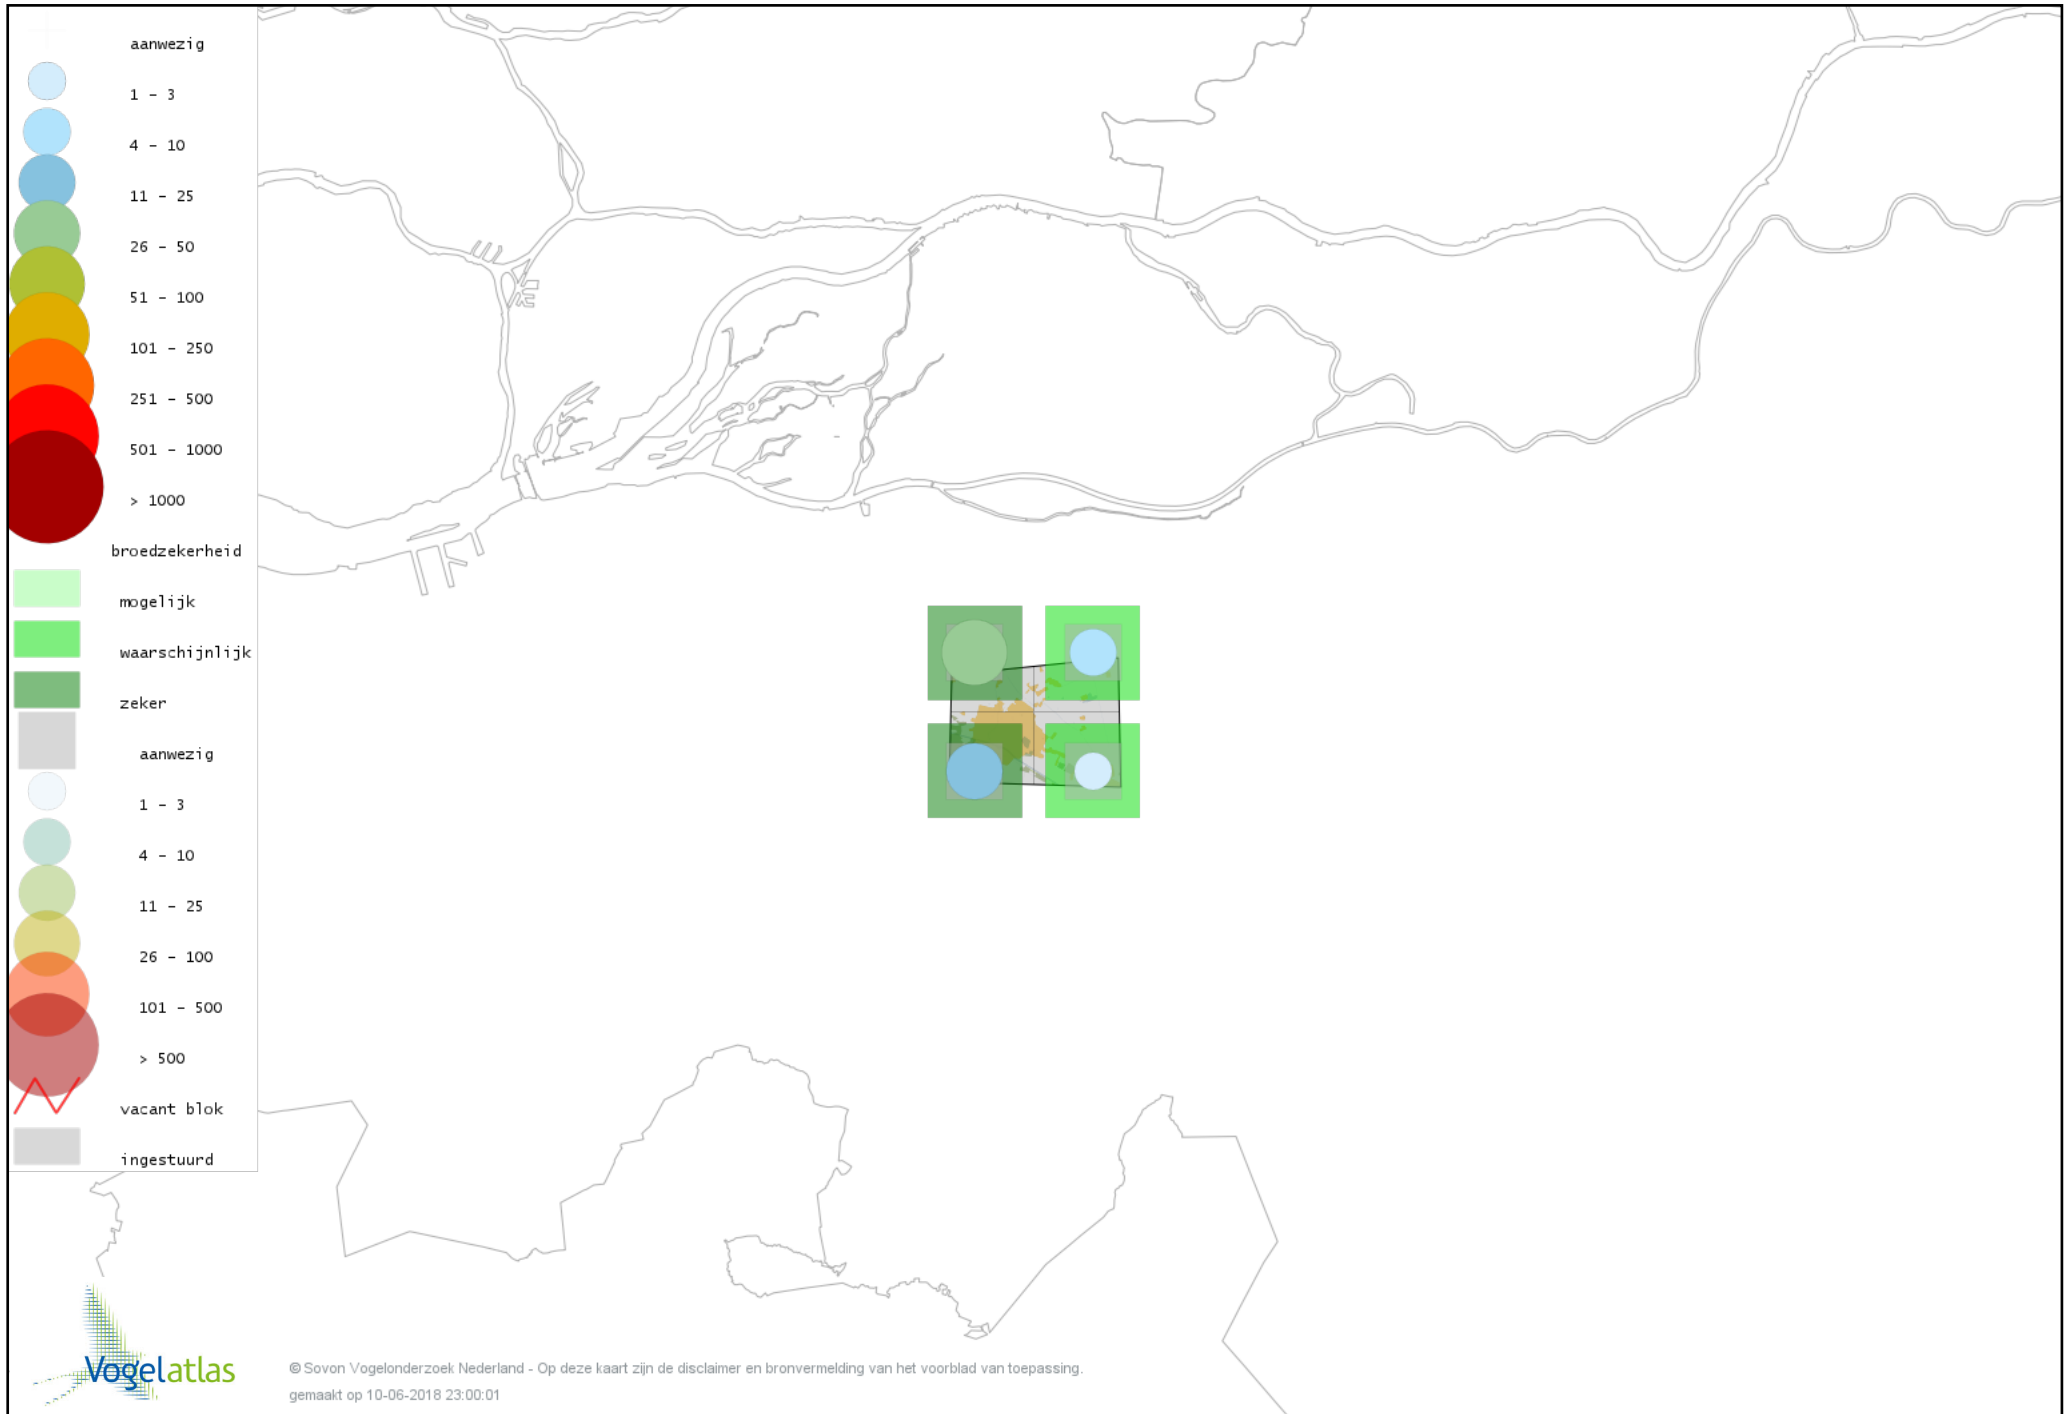 aanwezig
1 - 3
4 - 10
11 - 25
26 - 50
51 - 100
101 - 250
251 - 500
501 - 1000
> 1000
broedzekerheid
mogelijk
waarschijnlijk
zeker
aanwezig
1 - 3
4 - 10
11 - 25
26 - 100
101 - 500
> 500
vacant blok
ingestuurd
Vogelatlas
© Sovon Vogelonderzoek Nederland - Op deze kaart zijn de disclaimer en bronvermelding van het voorblad van toepassing.
gemaakt op 10-06-2018 23:00:01